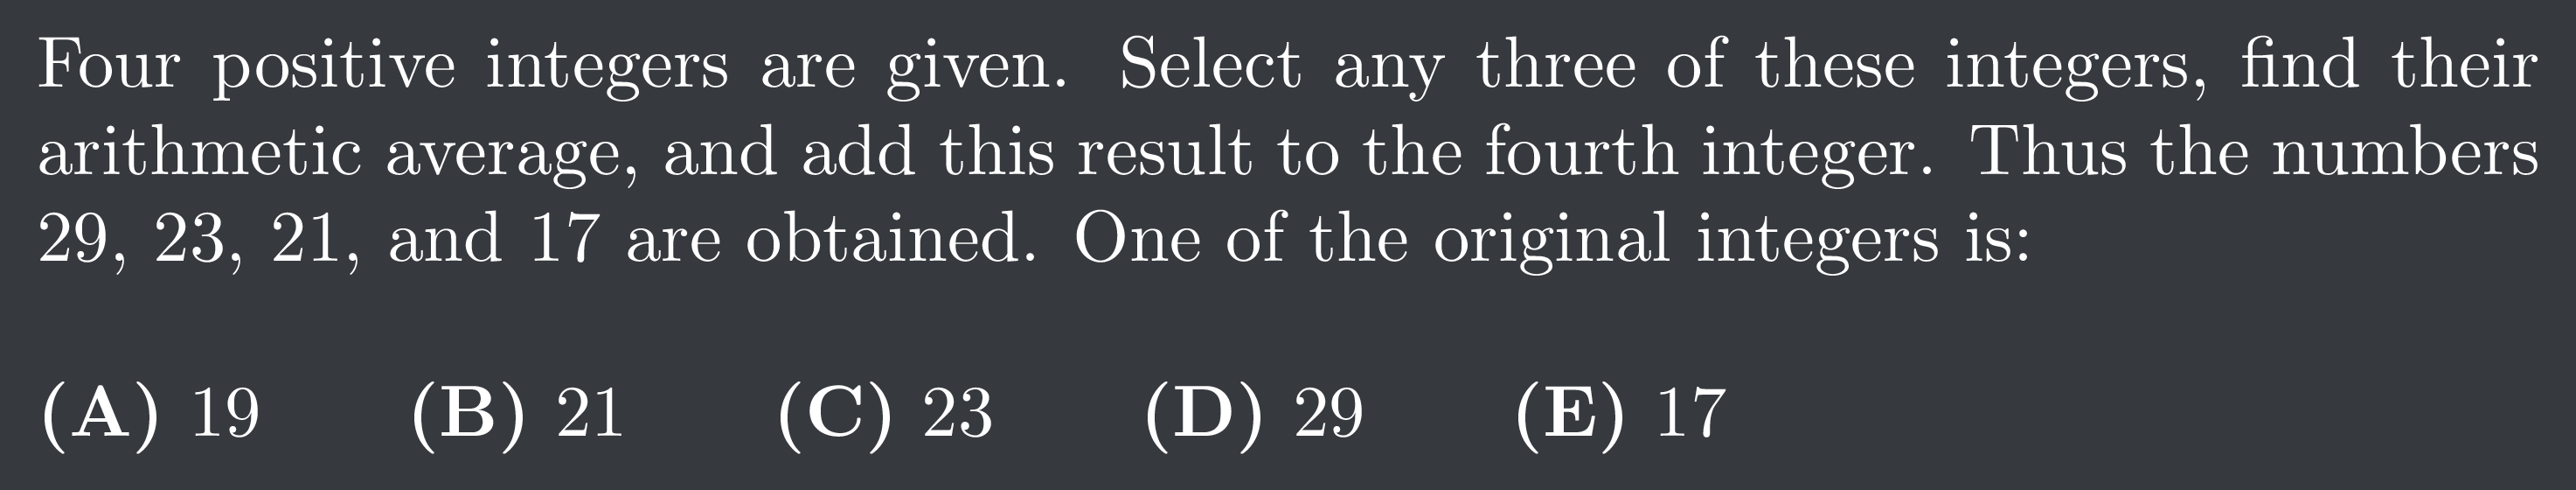 Four positive integers are given. Select any three of these integers, find their
arithmetic average, and add this result to the fourth integer. Thus the numbers
29, 23, 21, and 17 are obtained. One of the original integers is:
(A) 19 (B) 21 (C) 23 (D) 29 (E) 17